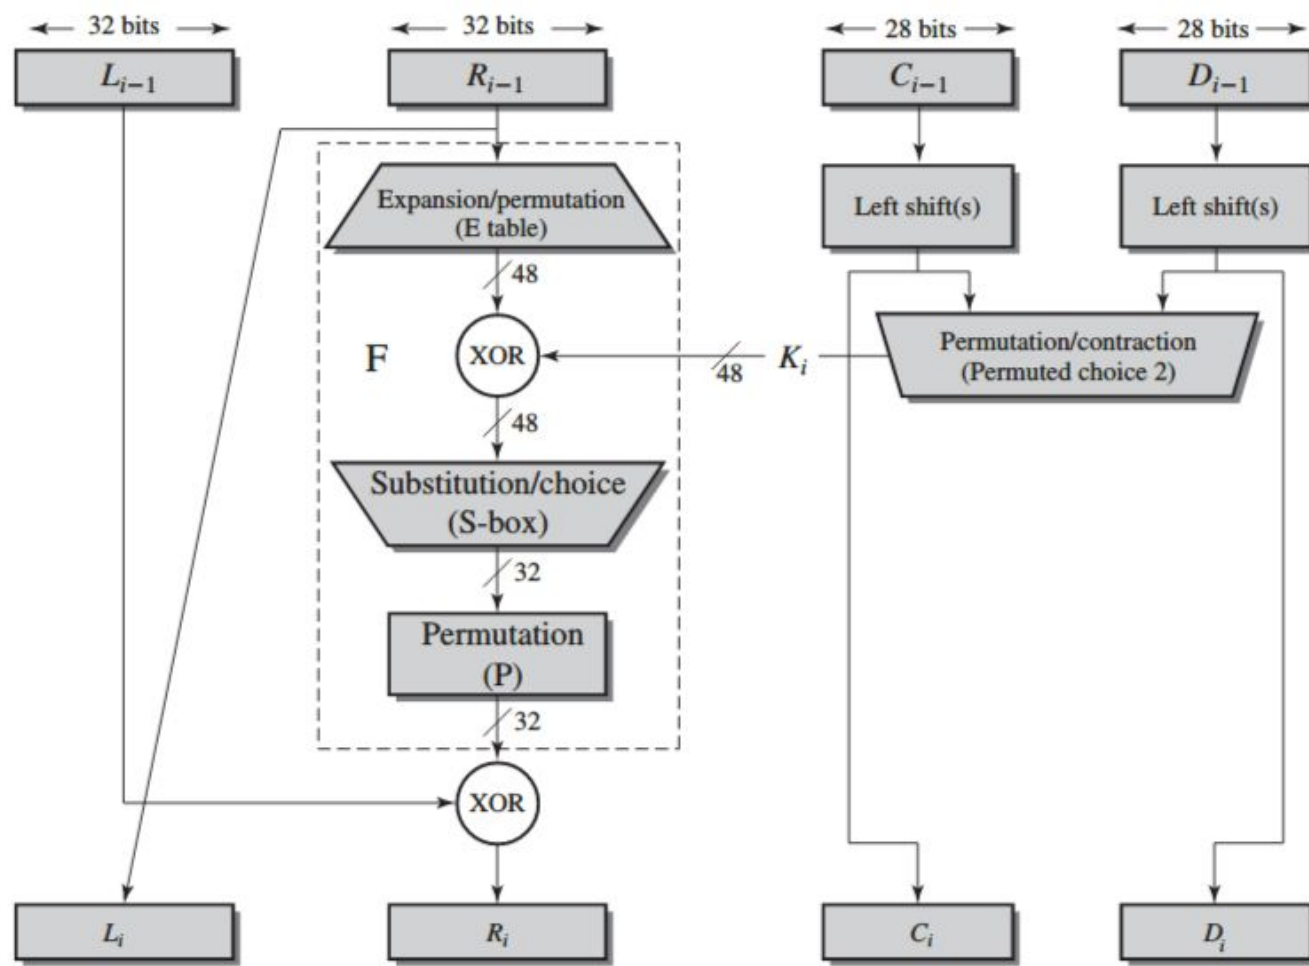 32 bits
32 bits
28 bits
28 bits
L_{i−1}
R_{i−1}
C_{i−1}
D_{i−1}
Expansion/permutation
(E table)
Left shift(s)
Left shift(s)
48
F
XOR
48
K_i
Permutation/contraction
(Permuted choice 2)
48
Substitution/choice
(S-box)
32
Permutation
(P)
32
XOR
L_i
R_i
C_i
D_i